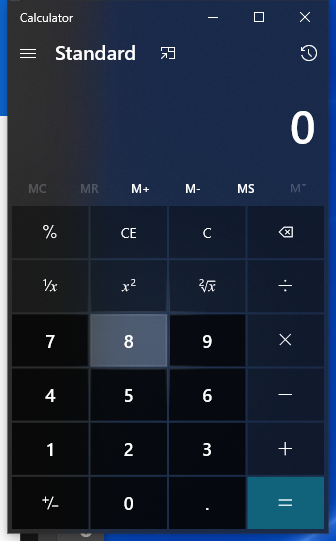 Calculator
Standard
0
MC MR M+ M- MS M˅
% CE C
¹/x x² ²√x ÷
7 8 9 ×
4 5 6 −
1 2 3 +
+/− 0 . =